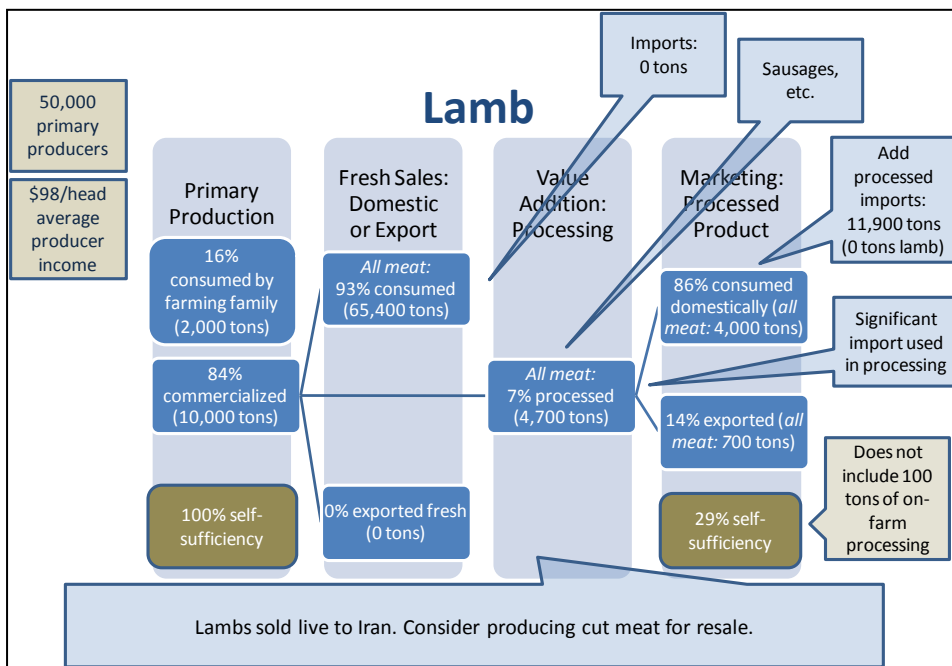 Lamb
50,000
primary
producers
$98/head
average
producer
income
Imports:
0 tons
Sausages,
etc.
Primary
Production
16%
consumed by
farming family
(2,000 tons)
84%
commercialized
(10,000 tons)
100% self-
sufficiency
Fresh Sales:
Domestic
or Export
All meat:
93% consumed
(65,400 tons)
0% exported fresh
(0 tons)
Value
Addition:
Processing
All meat:
7% processed
(4,700 tons)
Marketing:
Processed
Product
86% consumed
domestically (all
meat: 4,000 tons)
14% exported (all
meat: 700 tons)
29% self-
sufficiency
Add
processed
imports:
11,900 tons
(0 tons lamb)
Significant
import used
in processing
Does not
include 100
tons of on-
farm
processing
Lambs sold live to Iran. Consider producing cut meat for resale.